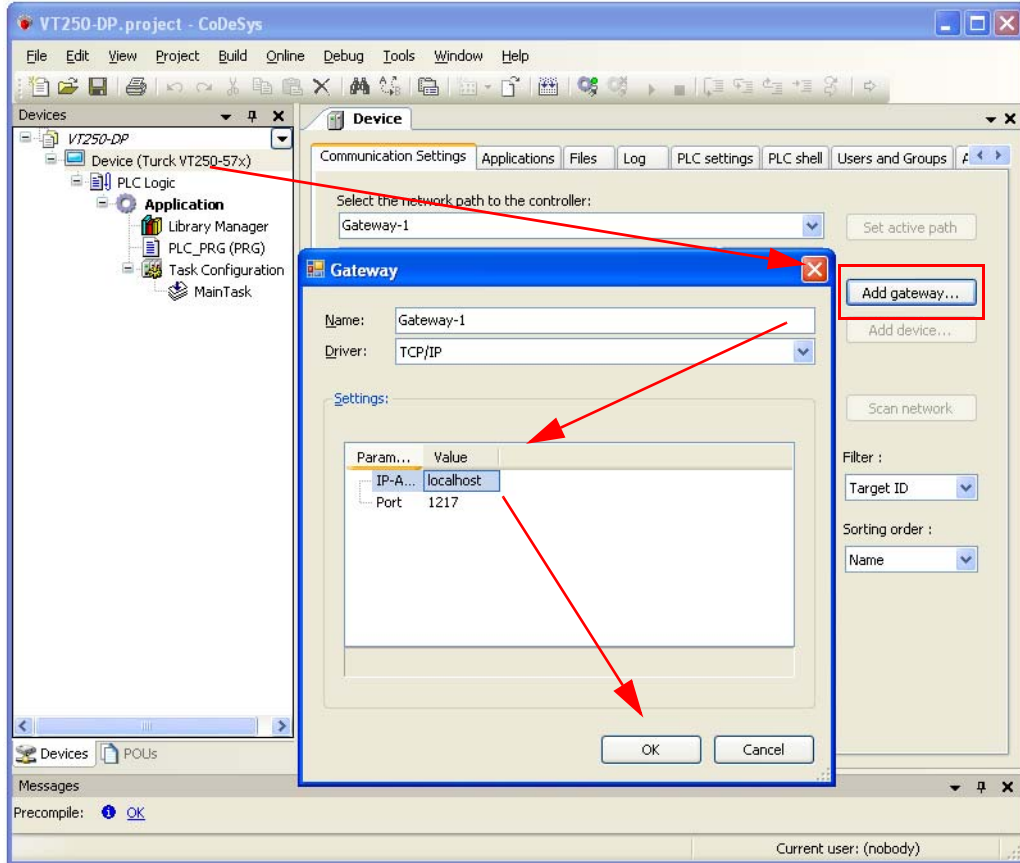 VT250-DP.project - CoDeSys
File Edit View Project Build Online Debug Tools Window Help
Devices
VT250-DP
Device (Turck VT250-57x)
PLC Logic
Application
Library Manager
PLC_PRG (PRG)
Task Configuration
MainTask
Devices POUs
Device
Communication Settings Applications Files Log PLC settings PLC shell Users and Groups
Select the network path to the controller:
Gateway-1
Set active path
Add gateway...
Add device...
Scan network
Filter :
Target ID
Sorting order :
Name
Gateway
Name: Gateway-1
Driver: TCP/IP
Settings:
Param... Value
IP-A... localhost
Port 1217
OK Cancel
Messages
Precompile: OK
Current user: (nobody)